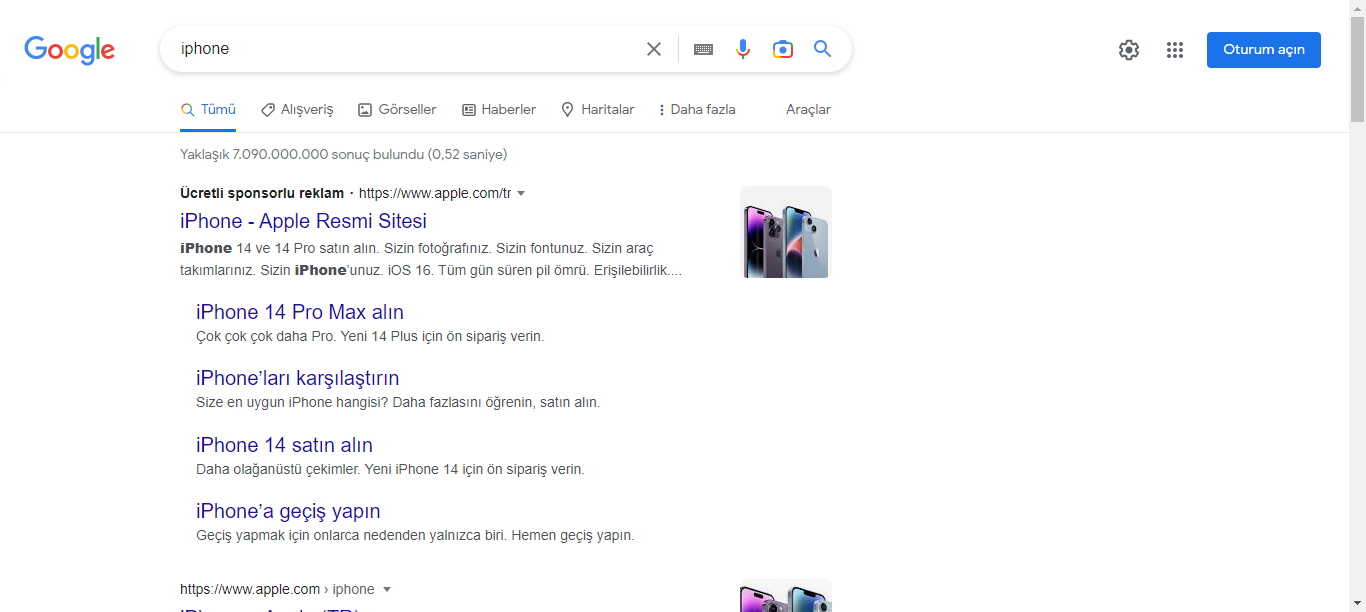 Google
iphone
Oturum açın
Tümü Alışveriş Görseller Haberler Haritalar Daha fazla Araçlar
Yaklaşık 7.090.000.000 sonuç bulundu (0,52 saniye)
Ücretli sponsorlu reklam · https://www.apple.com/tr
iPhone - Apple Resmi Sitesi
iPhone 14 ve 14 Pro satın alın. Sizin fotoğrafınız. Sizin fontunuz. Sizin araç
takımlarınız. Sizin iPhone'unuz. iOS 16. Tüm gün süren pil ömrü. Erişilebilirlik....
iPhone 14 Pro Max alın
Çok çok çok daha Pro. Yeni 14 Plus için ön sipariş verin.
iPhone’ları karşılaştırın
Size en uygun iPhone hangisi? Daha fazlasını öğrenin, satın alın.
iPhone 14 satın alın
Daha olağanüstü çekimler. Yeni iPhone 14 için ön sipariş verin.
iPhone’a geçiş yapın
Geçiş yapmak için onlarca nedenden yalnızca biri. Hemen geçiş yapın.
https://www.apple.com › iphone
iPhone - Apple (TR)